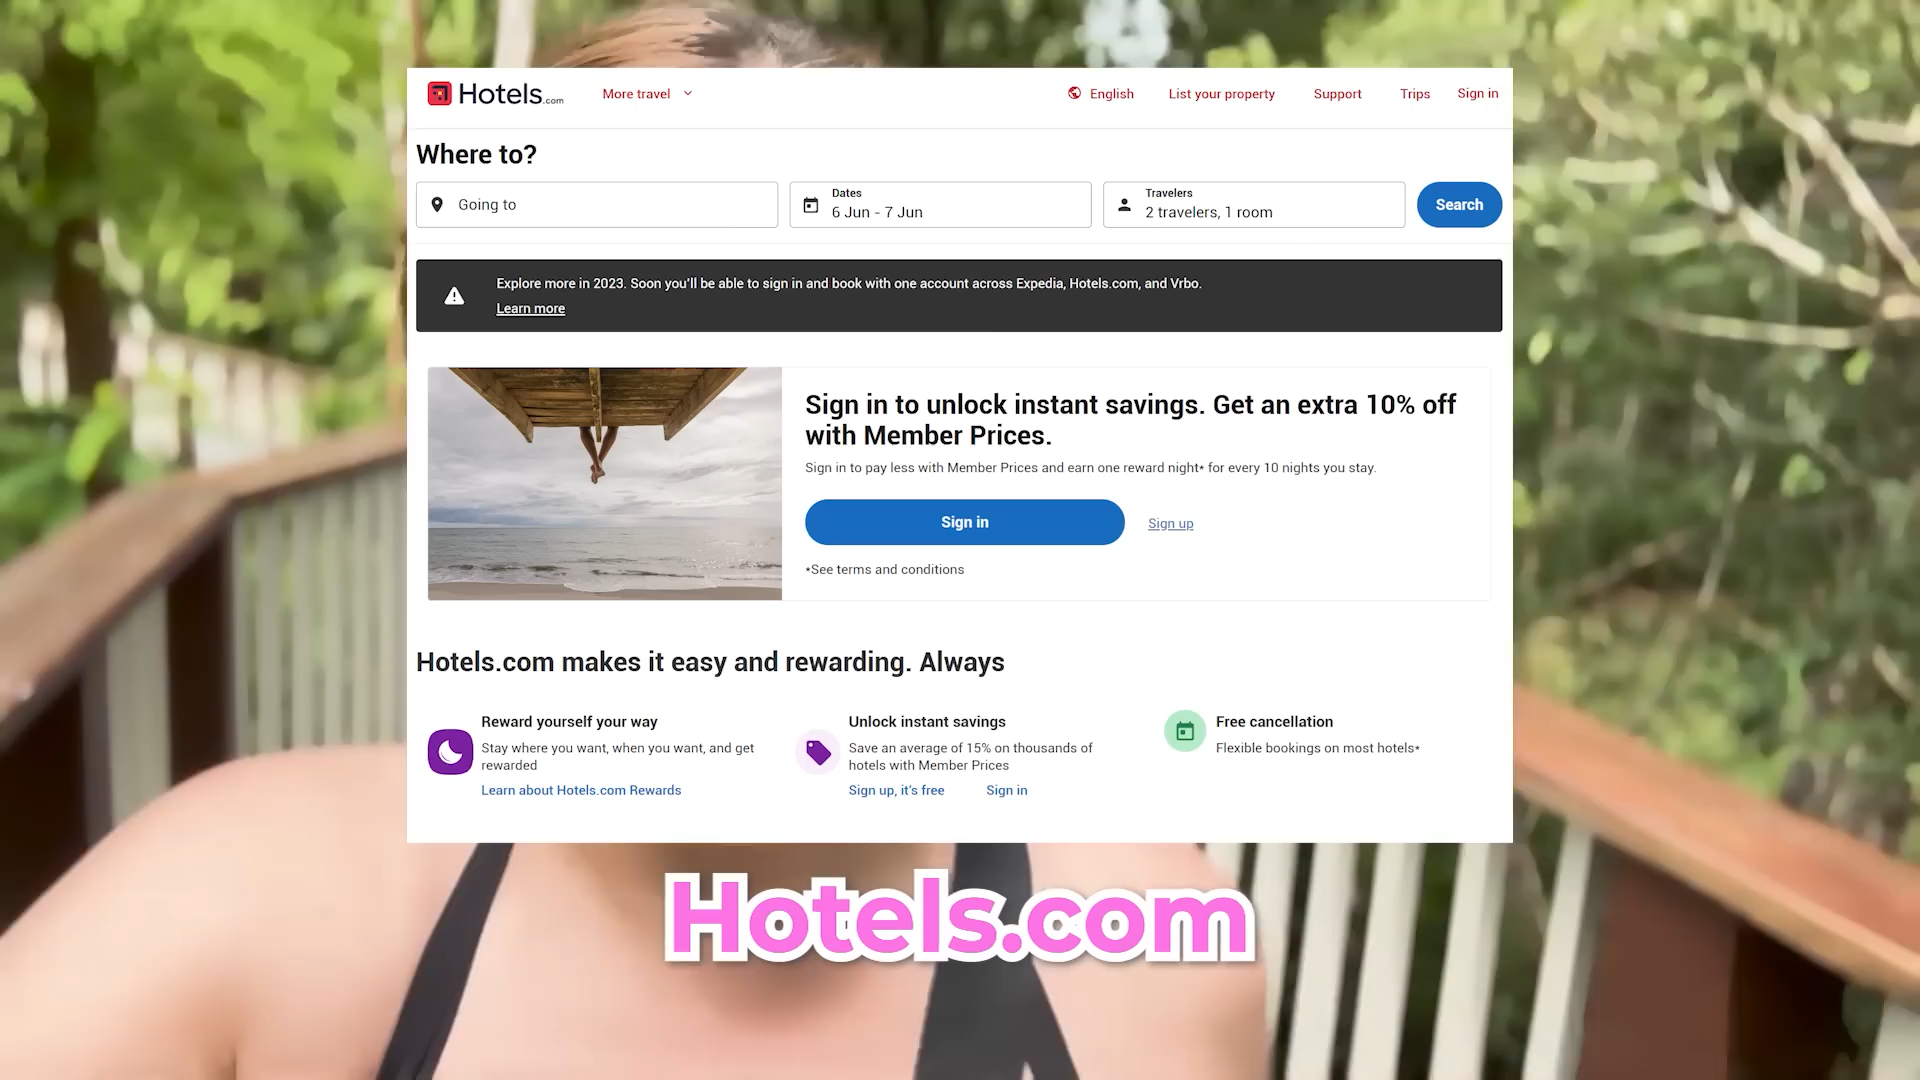 Hotels.com
More travel
English
List your property
Support
Trips
Sign in
Where to?
Going to
Dates
6 Jun - 7 Jun
Travelers
2 travelers, 1 room
Search
Explore more in 2023. Soon you'll be able to sign in and book with one account across Expedia, Hotels.com, and Vrbo.
Learn more
Sign in to unlock instant savings. Get an extra 10% off
with Member Prices.
Sign in to pay less with Member Prices and earn one reward night* for every 10 nights you stay.
Sign in
Sign up
*See terms and conditions
Hotels.com makes it easy and rewarding. Always
Reward yourself your way
Stay where you want, when you want, and get
rewarded
Learn about Hotels.com Rewards
Unlock instant savings
Save an average of 15% on thousands of
hotels with Member Prices
Sign up, it's free
Sign in
Free cancellation
Flexible bookings on most hotels*
Hotels.com